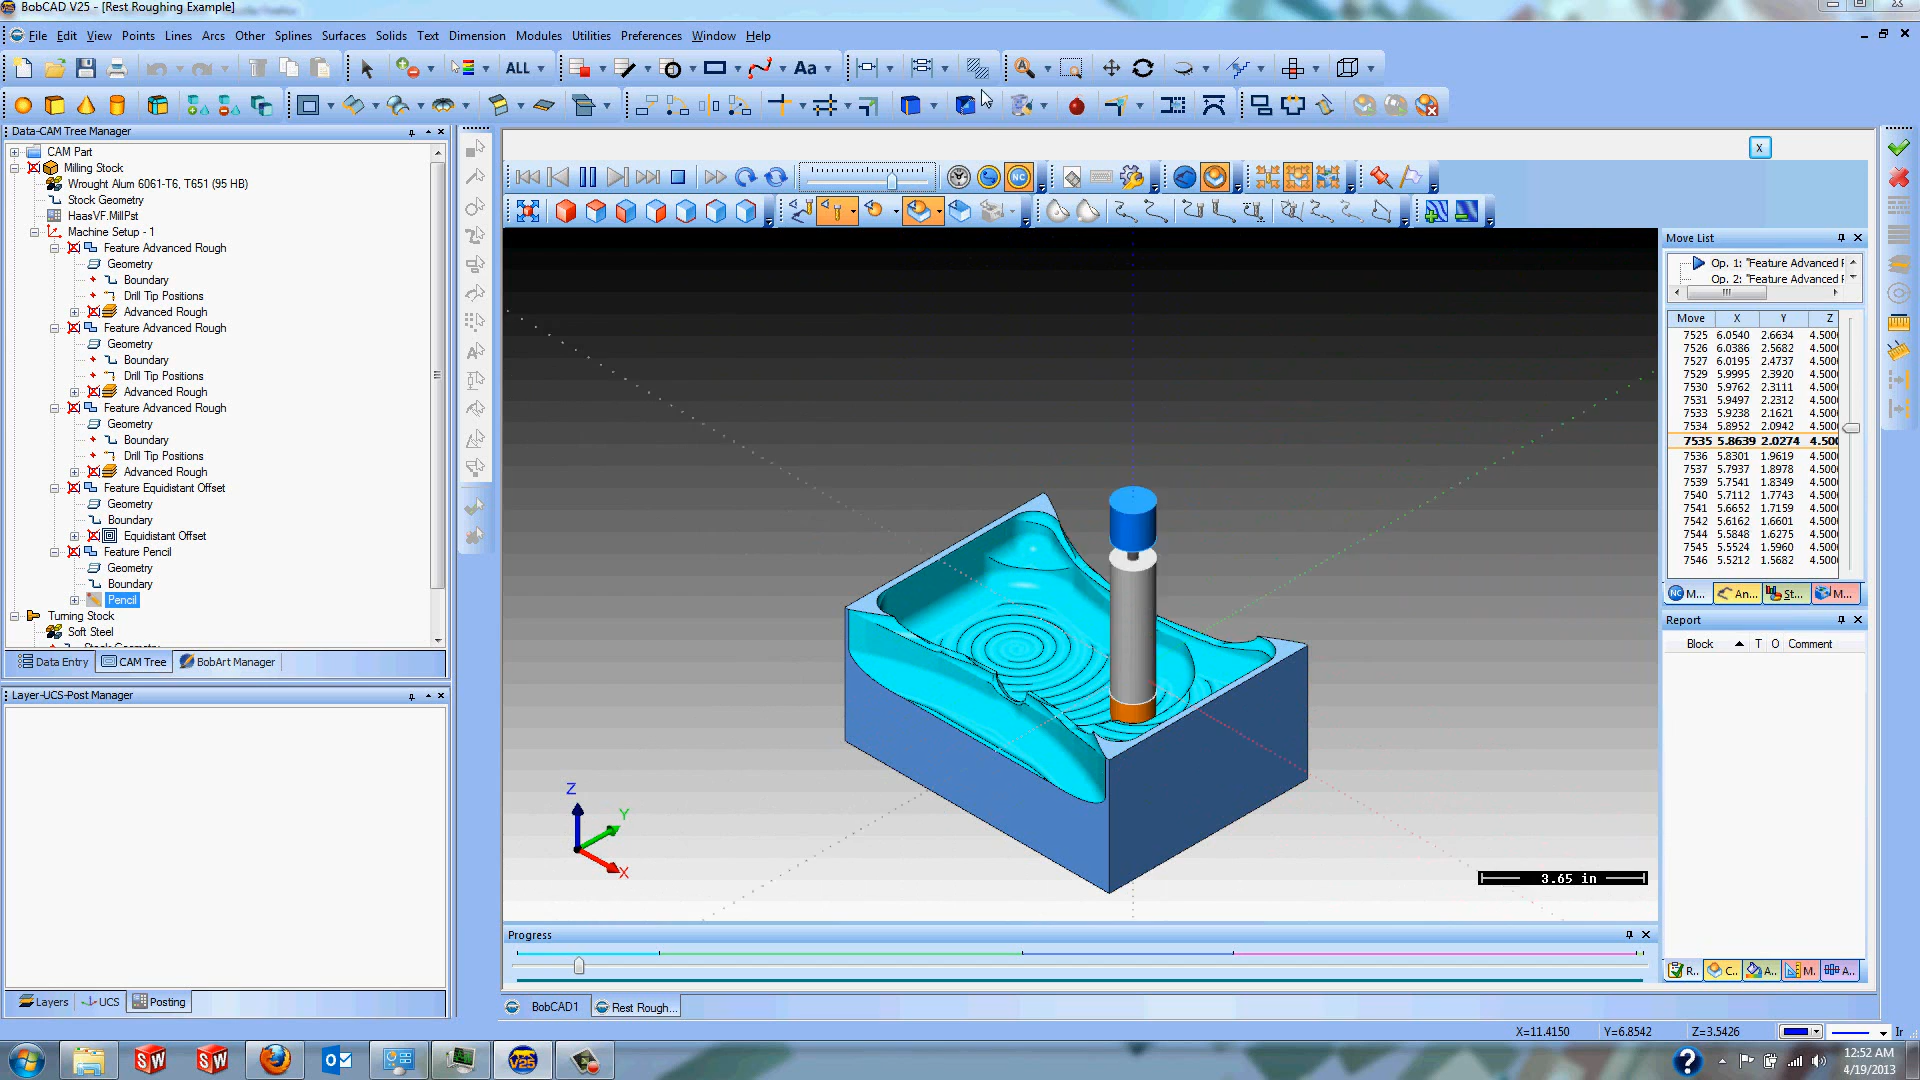 BobCAD V25 - [Rest Roughing Example]
File Edit View Points Lines Arcs Other Splines Surfaces Solids Text Dimension Modules Utilities Preferences Window Help
ALL
Aa
Data-CAM Tree Manager
CAM Part
Milling Stock
Wrought Alum 6061-T6, T651 (95 HB)
Stock Geometry
HaasVF.MillPst
Machine Setup - 1
Feature Advanced Rough
Geometry
Boundary
Drill Tip Positions
Advanced Rough
Feature Advanced Rough
Geometry
Boundary
Drill Tip Positions
Advanced Rough
Feature Advanced Rough
Geometry
Boundary
Drill Tip Positions
Advanced Rough
Feature Equidistant Offset
Geometry
Boundary
Equidistant Offset
Feature Pencil
Geometry
Boundary
Pencil
Turning Stock
Soft Steel
Data Entry CAM Tree BobArt Manager
Layer-UCS-Post Manager
Layers UCS Posting
X
NC
Z
Y
X
3.65 in
Progress
BobCAD1 Rest Rough...
Move List
Op. 1: "Feature Advanced
Op. 2: "Feature Advanced
Move X Y Z
7525 6.0540 2.6634 4.500
7526 6.0386 2.5682 4.500
7527 6.0195 2.4737 4.500
7529 5.9995 2.3920 4.500
7530 5.9762 2.3111 4.500
7531 5.9497 2.2312 4.500
7533 5.9238 2.1621 4.500
7534 5.8952 2.0942 4.500
7535 5.8639 2.0274 4.500
7536 5.8301 1.9619 4.500
7537 5.7937 1.8978 4.500
7539 5.7541 1.8349 4.500
7540 5.7112 1.7743 4.500
7541 5.6652 1.7159 4.500
7542 5.6162 1.6601 4.500
7544 5.5848 1.6275 4.500
7545 5.5524 1.5960 4.500
7546 5.5212 1.5682 4.500
NC M... An... St... M...
Report
Block T O Comment
R.. C.. A.. M. A..
X=11.4150 Y=6.8542 Z=3.5426
SW SW V25
12:52 AM
4/19/2013